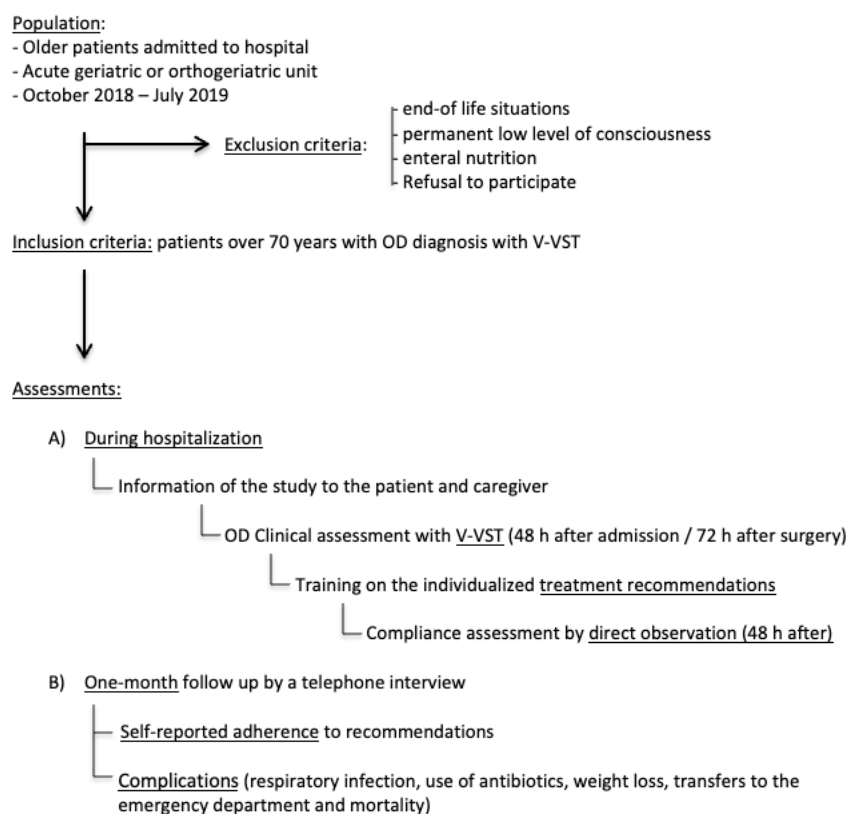 Population:
- Older patients admitted to hospital
- Acute geriatric or orthogeriatric unit
- October 2018 – July 2019
Exclusion criteria:
- end-of life situations
- permanent low level of consciousness
- enteral nutrition
- Refusal to participate
Inclusion criteria: patients over 70 years with OD diagnosis with V-VST
Assessments:
A) During hospitalization
Information of the study to the patient and caregiver
OD Clinical assessment with V-VST (48 h after admission / 72 h after surgery)
Training on the individualized treatment recommendations
Compliance assessment by direct observation (48 h after)
B) One-month follow up by a telephone interview
Self-reported adherence to recommendations
Complications (respiratory infection, use of antibiotics, weight loss, transfers to the
emergency department and mortality)